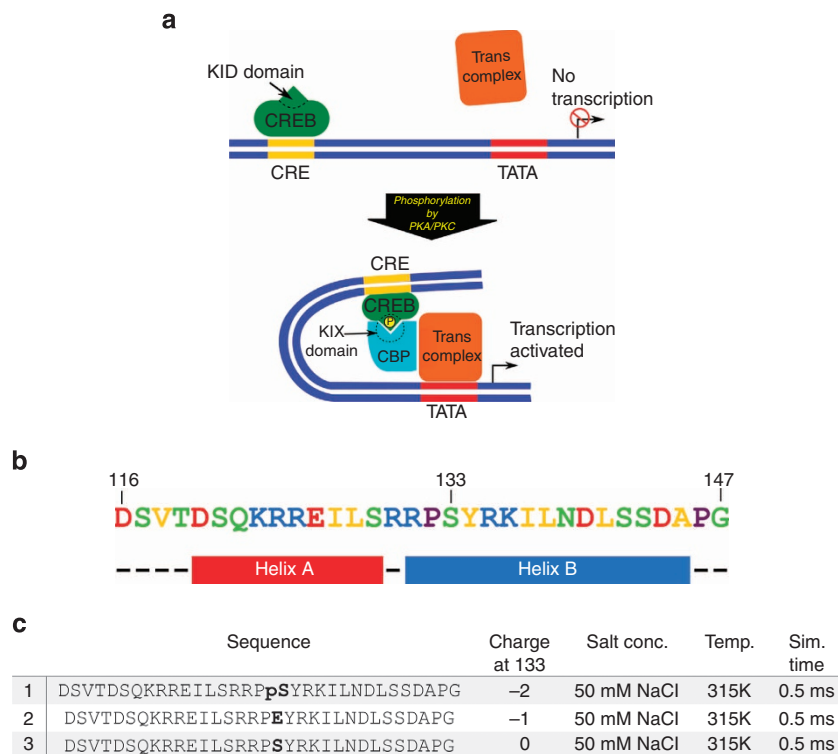 a
KID domain
CREB
Trans
complex
No
transcription
CRE
TATA
Phosphorylation
by
PKA/PKC
CRE
CREB
P
KIX
domain
CBP
Trans
complex
Transcription
activated
TATA
b
116 133 147
DSVTDSQKRREILSRRPSYRKILNDLSSDAPG
Helix A Helix B
c
Sequence Charge at 133 Salt conc. Temp. Sim. time
1 DSVTDSQKRREILSRRPpSYRKILNDLSSDAPG –2 50 mM NaCl 315K 0.5 ms
2 DSVTDSQKRREILSRRPEYRKILNDLSSDAPG –1 50 mM NaCl 315K 0.5 ms
3 DSVTDSQKRREILSRRPSYRKILNDLSSDAPG 0 50 mM NaCl 315K 0.5 ms